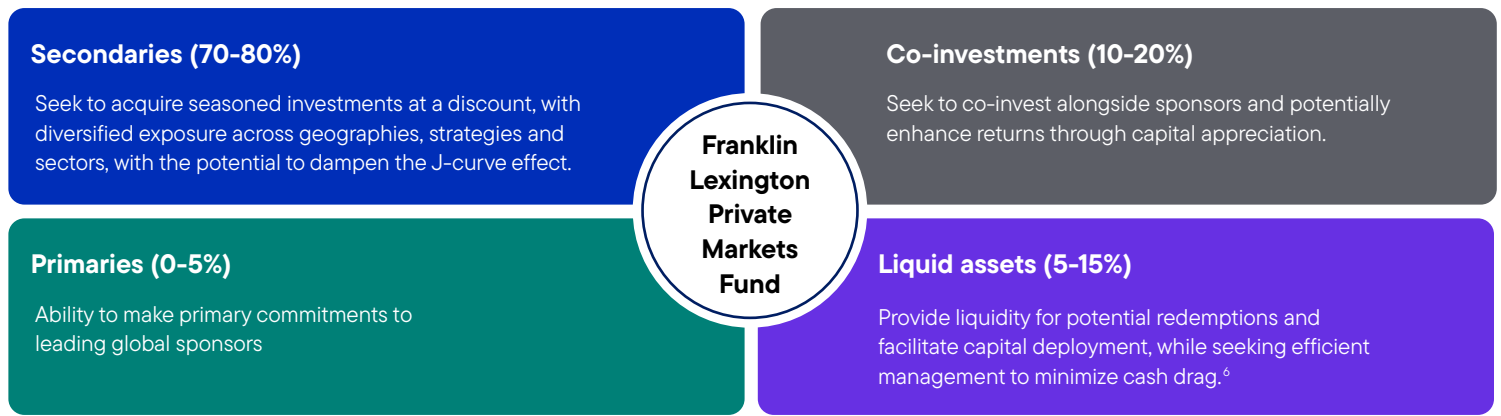 Secondaries (70-80%)
Seek to acquire seasoned investments at a discount, with
diversified exposure across geographies, strategies and
sectors, with the potential to dampen the J-curve effect.
Co-investments (10-20%)
Seek to co-invest alongside sponsors and potentially
enhance returns through capital appreciation.
Franklin
Lexington
Private
Markets
Fund
Primaries (0-5%)
Ability to make primary commitments to
leading global sponsors
Liquid assets (5-15%)
Provide liquidity for potential redemptions and
facilitate capital deployment, while seeking efficient
management to minimize cash drag.⁶